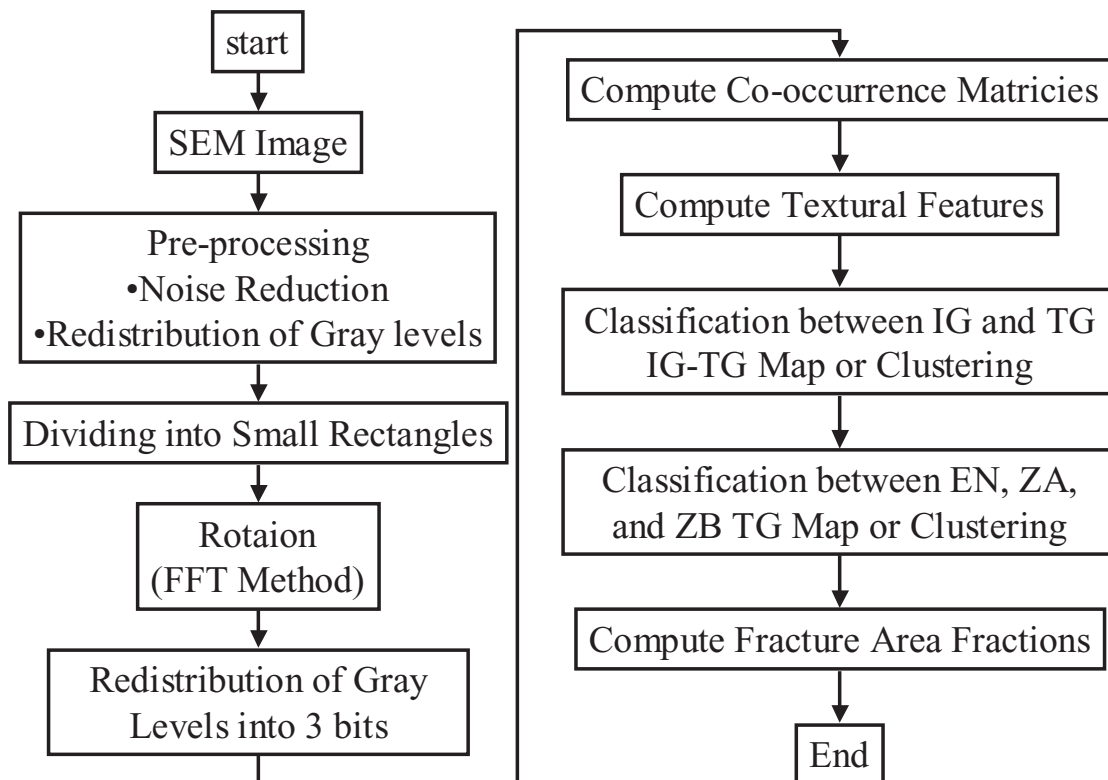 start
SEM Image
Pre-processing
•Noise Reduction
•Redistribution of Gray levels
Dividing into Small Rectangles
Rotaion
(FFT Method)
Redistribution of Gray
Levels into 3 bits
Compute Co-occurrence Matricies
Compute Textural Features
Classification between IG and TG
IG-TG Map or Clustering
Classification between EN, ZA,
and ZB TG Map or Clustering
Compute Fracture Area Fractions
End